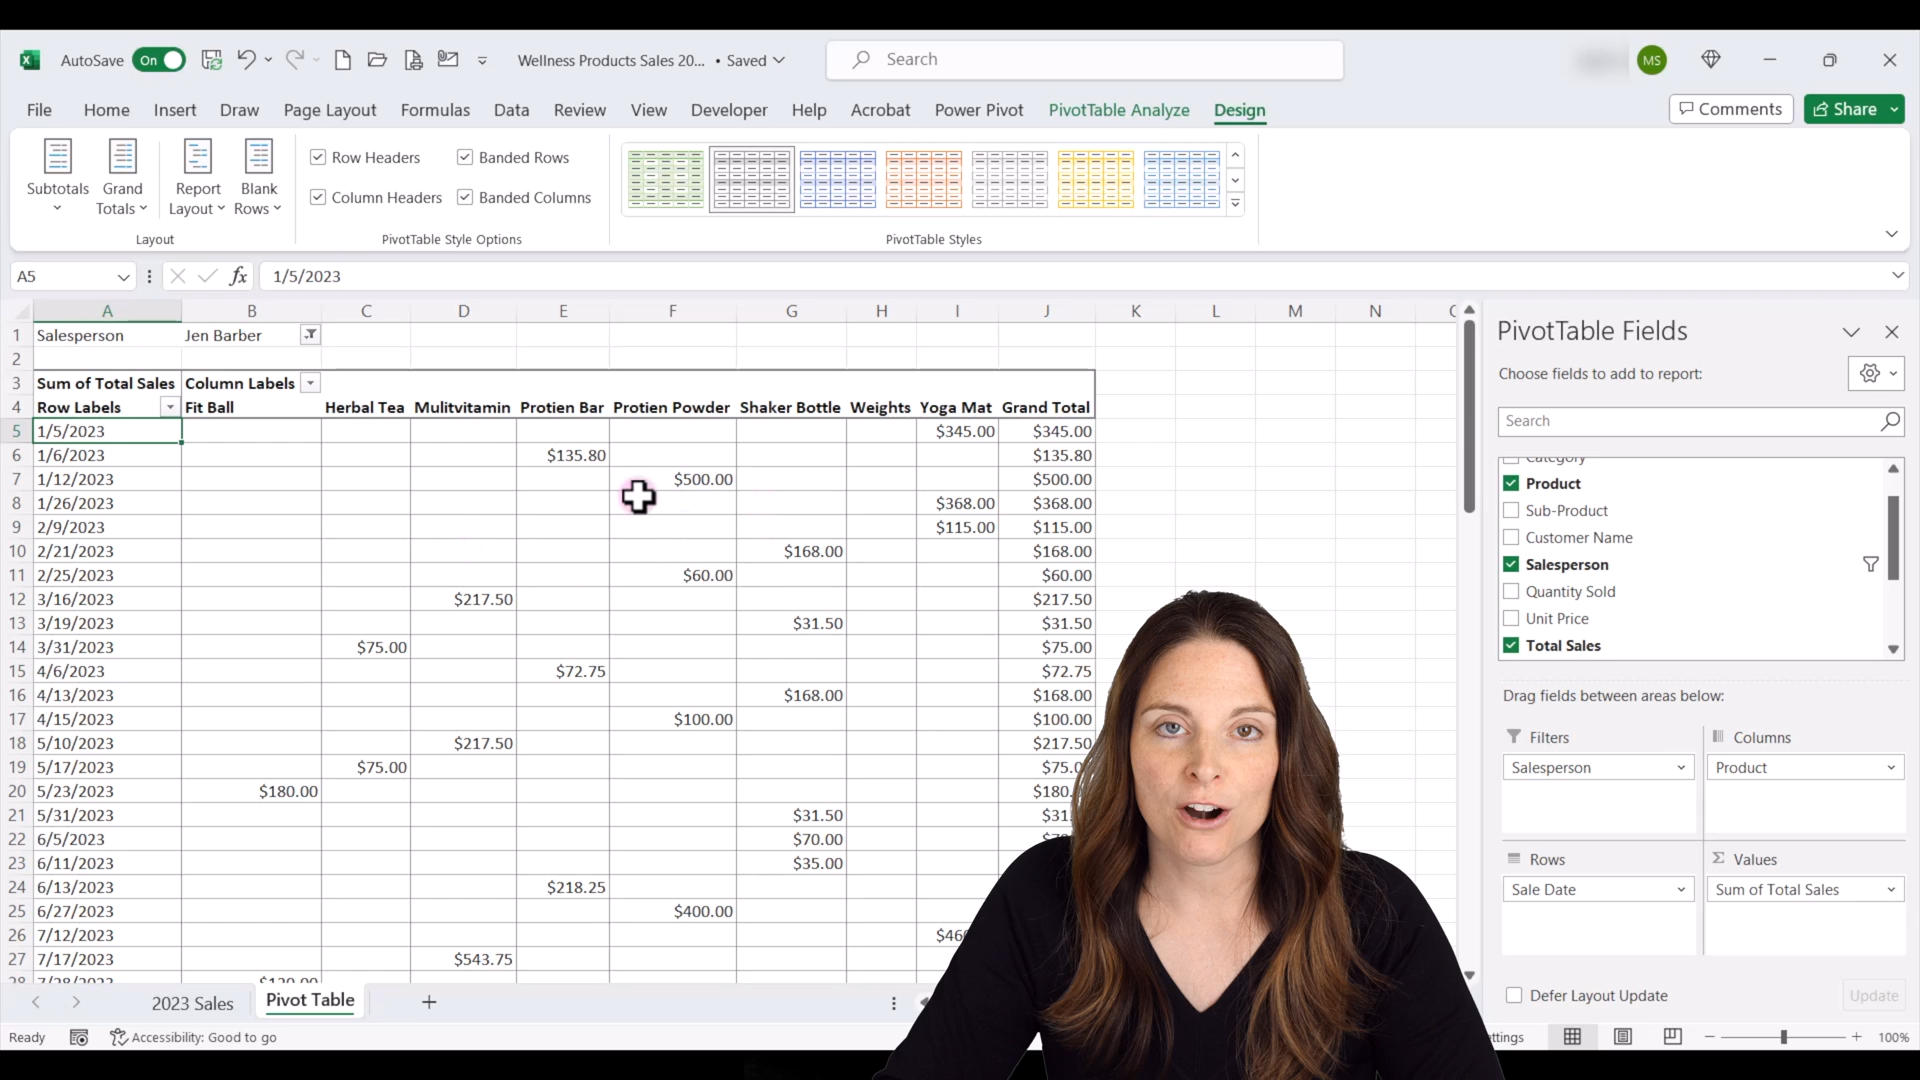 AutoSave On Wellness Products Sales 20... • Saved Search MS
File Home Insert Draw Page Layout Formulas Data Review View Developer Help Acrobat Power Pivot PivotTable Analyze Design Comments Share
Subtotals Grand Totals Report Layout Blank Rows
Row Headers Banded Rows
Column Headers Banded Columns
Layout PivotTable Style Options PivotTable Styles
A5 fx 1/5/2023
A B C D E F G H I J K L M N
1 Salesperson Jen Barber
2
3 Sum of Total Sales Column Labels
4 Row Labels Fit Ball Herbal Tea Mulitvitamin Protien Bar Protien Powder Shaker Bottle Weights Yoga Mat Grand Total
5 1/5/2023 $345.00 $345.00
6 1/6/2023 $135.80 $135.80
7 1/12/2023 $500.00 $500.00
8 1/26/2023 $368.00 $368.00
9 2/9/2023 $115.00 $115.00
10 2/21/2023 $168.00 $168.00
11 2/25/2023 $60.00 $60.00
12 3/16/2023 $217.50 $217.50
13 3/19/2023 $31.50 $31.50
14 3/31/2023 $75.00 $75.00
15 4/6/2023 $72.75 $72.75
16 4/13/2023 $168.00 $168.00
17 4/15/2023 $100.00 $100.00
18 5/10/2023 $217.50 $217.50
19 5/17/2023 $75.00
20 5/23/2023 $180.00
21 5/31/2023 $31.50
22 6/5/2023 $70.00
23 6/11/2023 $35.00
24 6/13/2023 $218.25
25 6/27/2023 $400.00
26 7/12/2023
27 7/17/2023 $543.75
PivotTable Fields
Choose fields to add to report:
Search
Category
Product
Sub-Product
Customer Name
Salesperson
Quantity Sold
Unit Price
Total Sales
Drag fields between areas below:
Filters Columns
Salesperson Product
Rows Σ Values
Sale Date Sum of Total Sales
Defer Layout Update Update
2023 Sales Pivot Table
Ready Accessibility: Good to go 100%